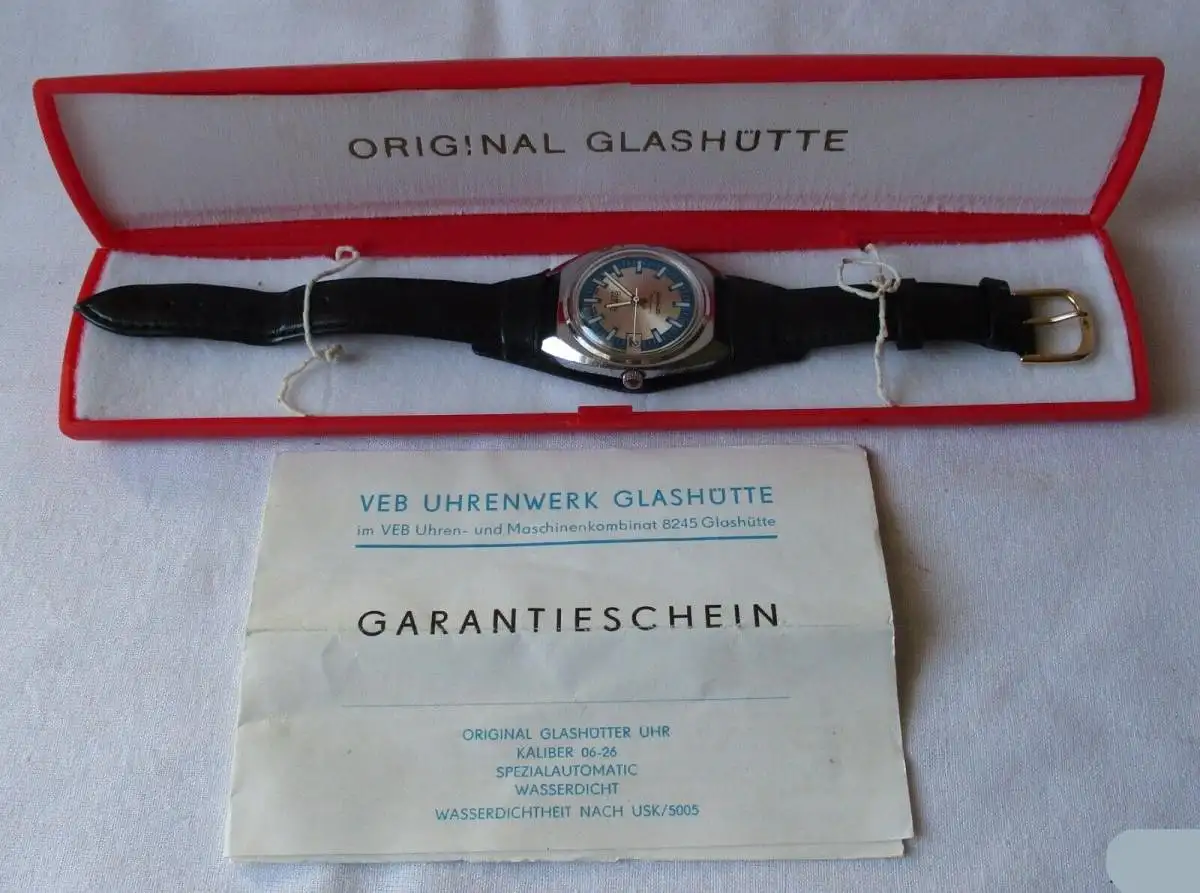 ORIGINAL GLASHÜTTE
VEB UHRENWERK GLASHÜTTE
im VEB Uhren- und Maschinenkombinat 8245 Glashütte
GARANTIESCHEIN
ORIGINAL GLASHÜTTER UHR
KALIBER 06-26
SPEZIALAUTOMATIC
WASSERDICHT
WASSERDICHTHEIT NACH USK/5005